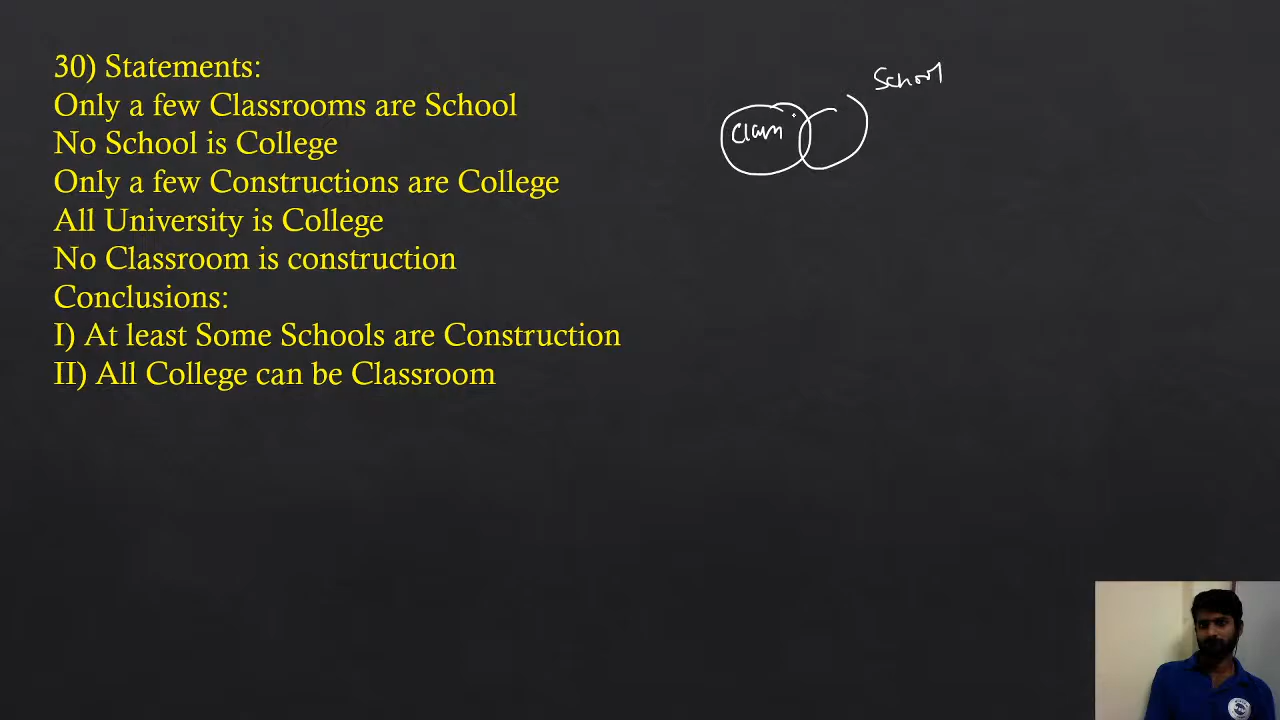 30) Statements:
Only a few Classrooms are School
No School is College
Only a few Constructions are College
All University is College
No Classroom is construction
Conclusions:
I) At least Some Schools are Construction
II) All College can be Classroom
School